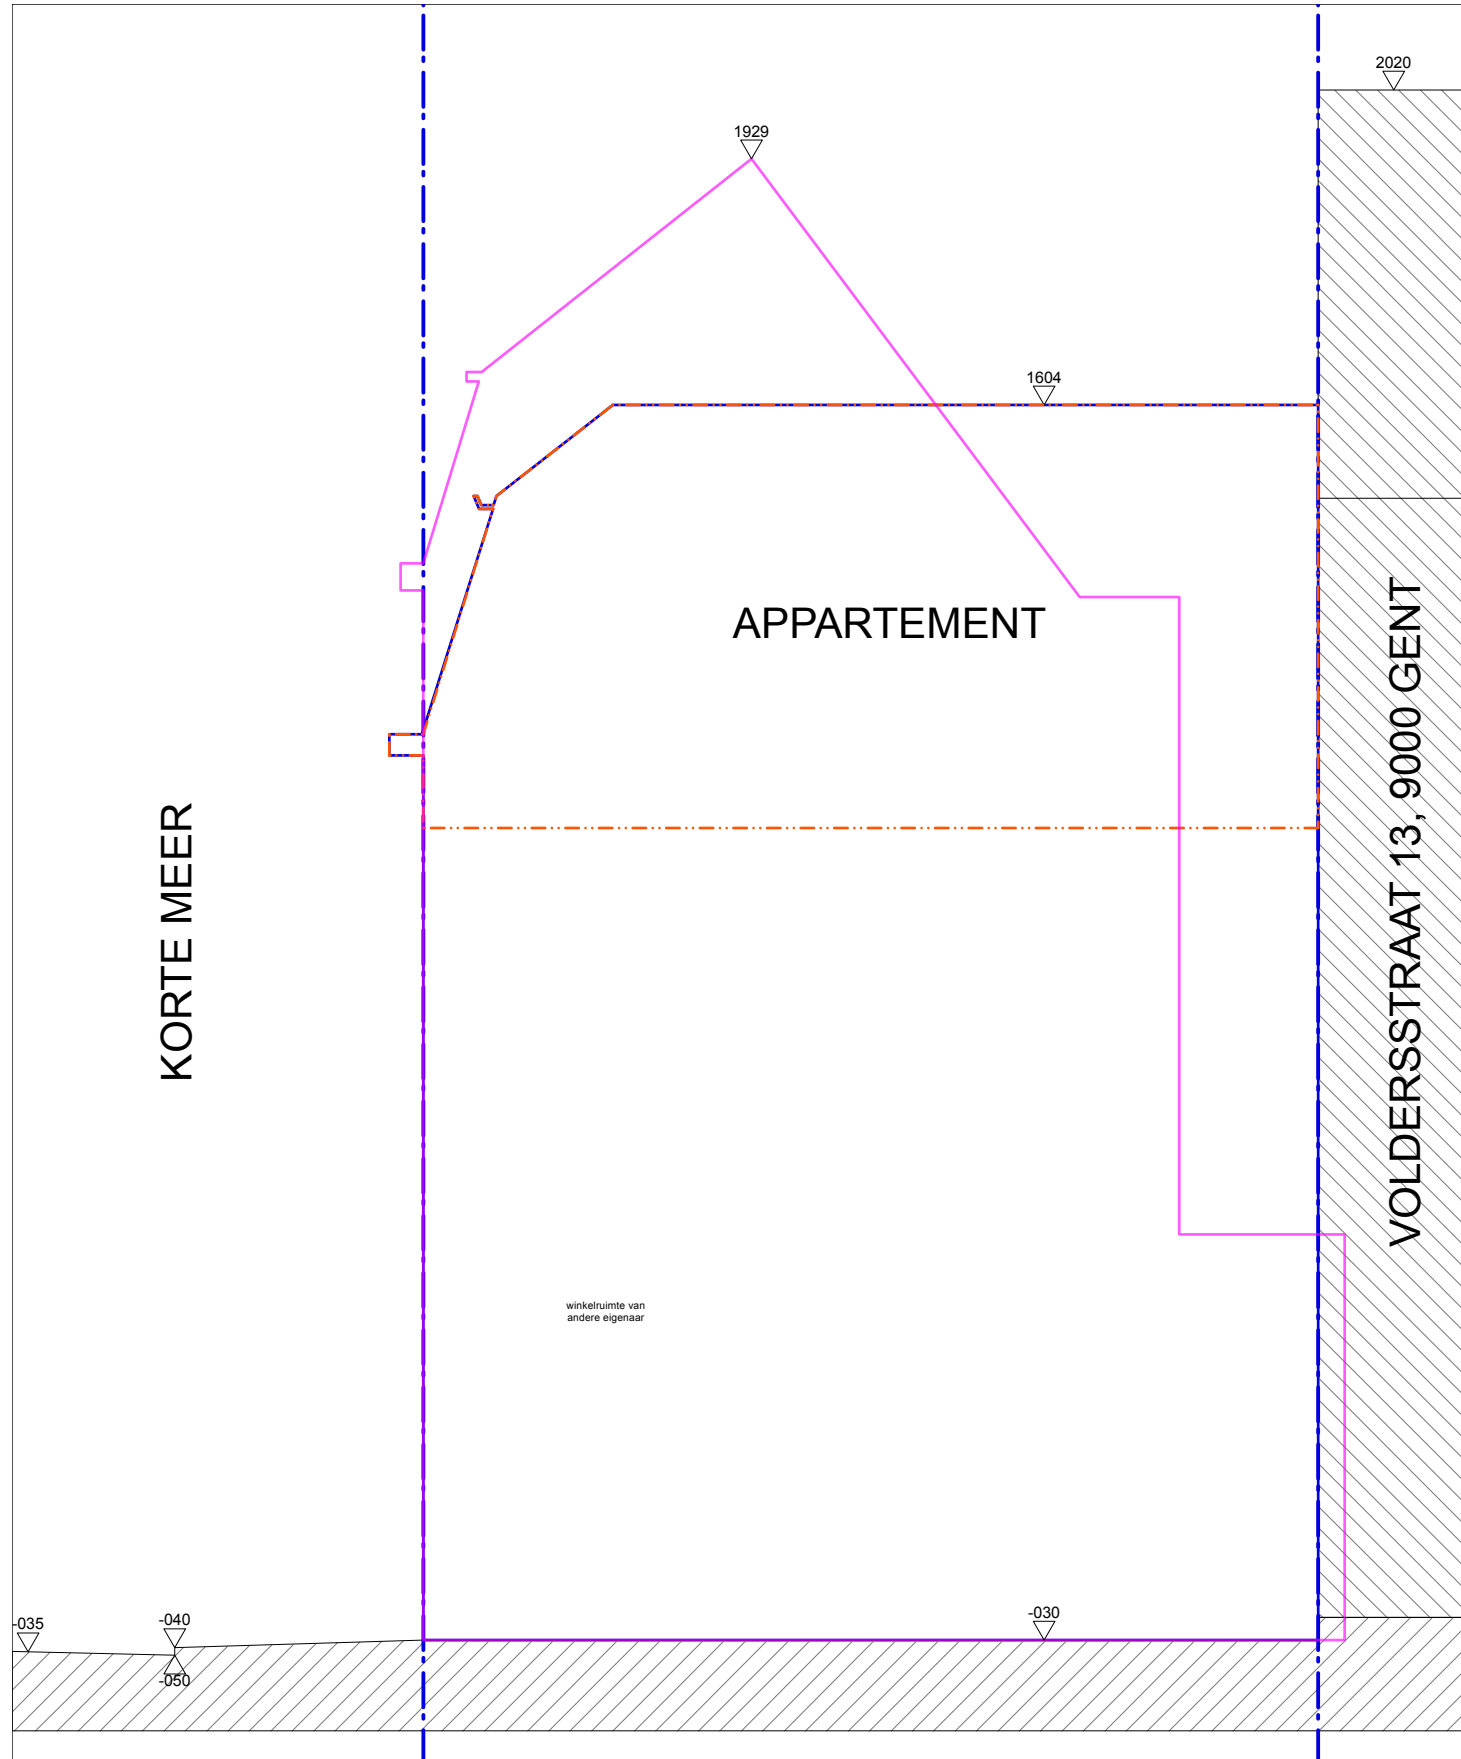 2020
1929
1604
APPARTEMENT
VOLDERSSTRAAT 13, 9000 GENT
KORTE MEER
winkelruimte van
andere eigenaar
-035
-040
-030
-050